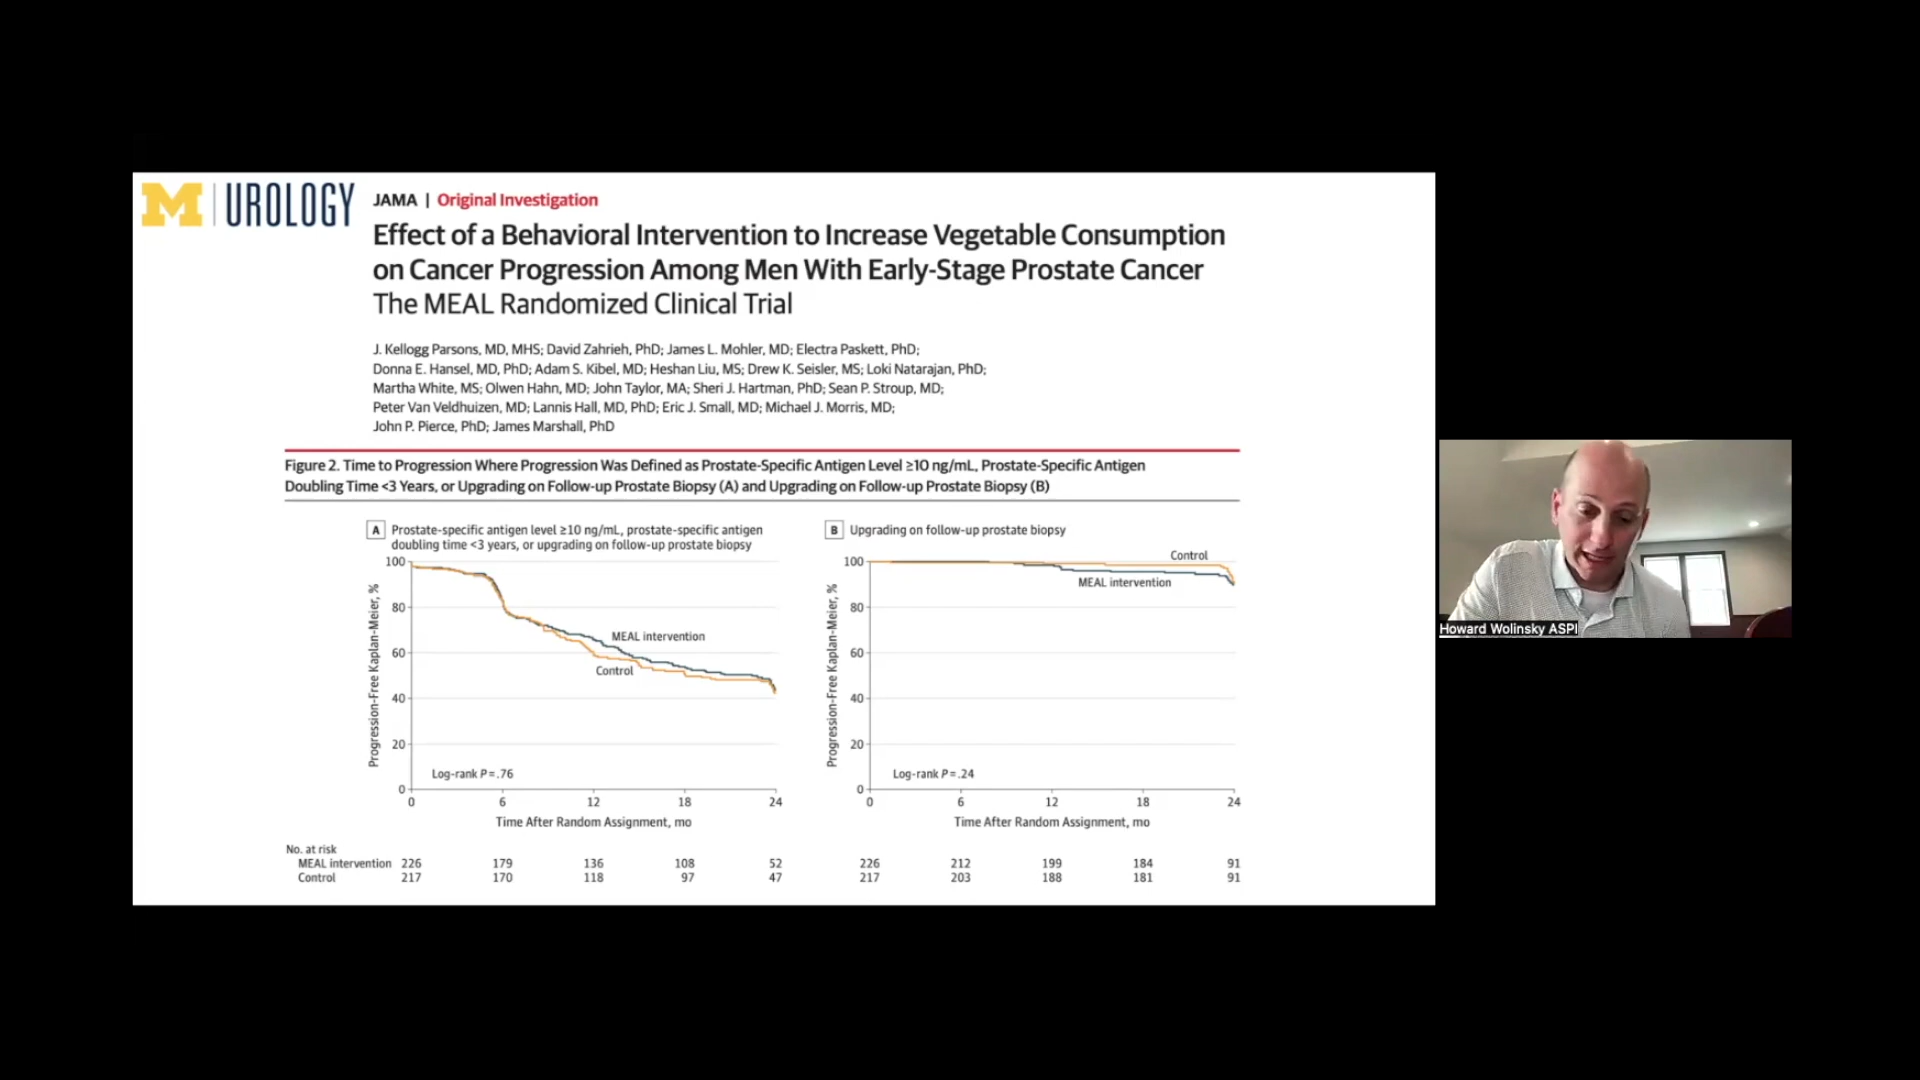 M | UROLOGY
JAMA | Original Investigation
Effect of a Behavioral Intervention to Increase Vegetable Consumption
on Cancer Progression Among Men With Early-Stage Prostate Cancer
The MEAL Randomized Clinical Trial
J. Kellogg Parsons, MD, MHS; David Zahrieh, PhD; James L. Mohler, MD; Electra Paskett, PhD;
Donna E. Hansel, MD, PhD; Adam S. Kibel, MD; Heshan Liu, MS; Drew K. Seisler, MS; Loki Natarajan, PhD;
Martha White, MS; Olwen Hahn, MD; John Taylor, MA; Sheri J. Hartman, PhD; Sean P. Stroup, MD;
Peter Van Veldhuizen, MD; Lannis Hall, MD, PhD; Eric J. Small, MD; Michael J. Morris, MD;
John P. Pierce, PhD; James Marshall, PhD
Figure 2. Time to Progression Where Progression Was Defined as Prostate-Specific Antigen Level ≥10 ng/mL, Prostate-Specific Antigen
Doubling Time <3 Years, or Upgrading on Follow-up Prostate Biopsy (A) and Upgrading on Follow-up Prostate Biopsy (B)
A Prostate-specific antigen level ≥10 ng/mL, prostate-specific antigen
doubling time <3 years, or upgrading on follow-up prostate biopsy
Progression-Free Kaplan-Meier, %
100
80
60
40
20
0
MEAL intervention
Control
Log-rank P = .76
0 6 12 18 24
Time After Random Assignment, mo
B Upgrading on follow-up prostate biopsy
Progression-Free Kaplan-Meier, %
100
80
60
40
20
0
Control
MEAL intervention
Log-rank P = .24
0 6 12 18 24
Time After Random Assignment, mo
No. at risk
MEAL intervention 226 179 136 108 52 226 212 199 184 91
Control 217 170 118 97 47 217 203 188 181 91
Howard Wolinsky ASPI